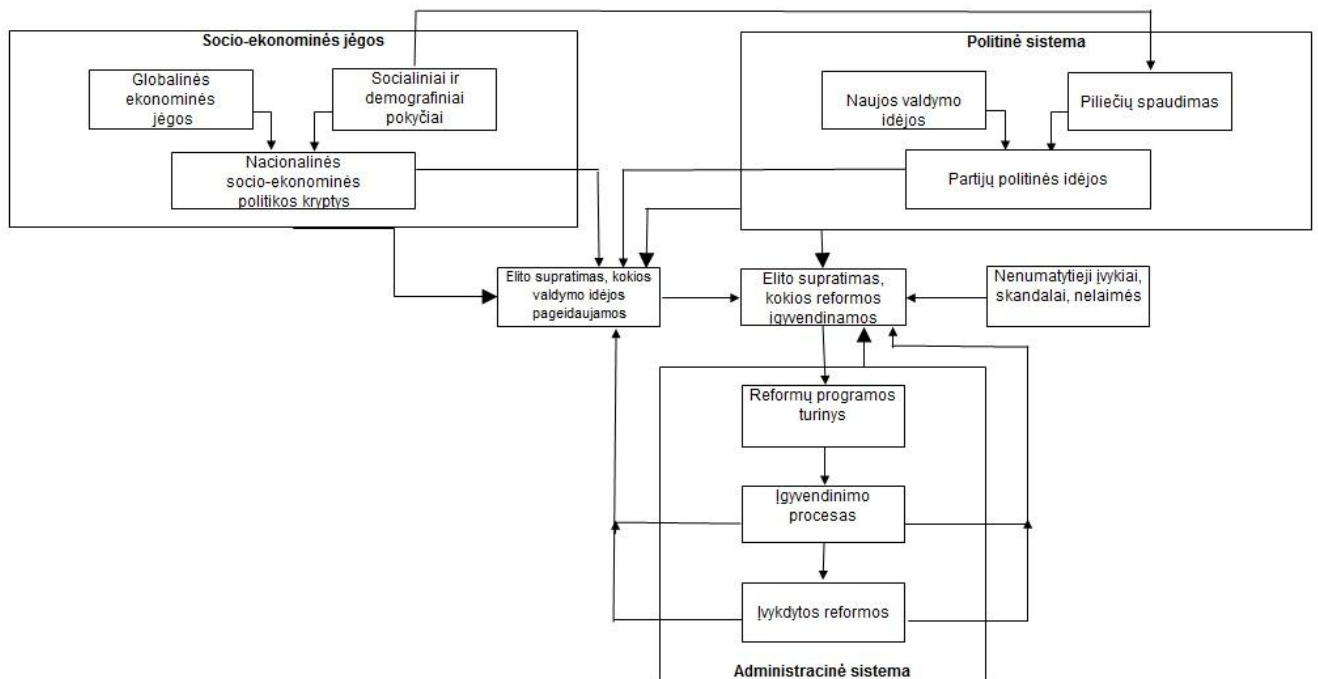 Socio-ekonominės jėgos
Globalinės
ekonominės
jėgos
Socialiniai ir
demografiniai
pokyčiai
Nacionalinės
socio-ekonominės
politikos kryptys
Politinė sistema
Naujos valdymo
idėjos
Piliečių spaudimas
Partijų politinės idėjos
Elito supratimas, kokios
valdymo idėjos
pageidaujamos
Elito supratimas,
kokios reformos
įgyvendinamos
Nenumatytieji įvykiai,
skandalai, nelaimės
Reformų programos
turinys
Įgyvendinimo
procesas
Įvykdytos reformos
Administracinė sistema